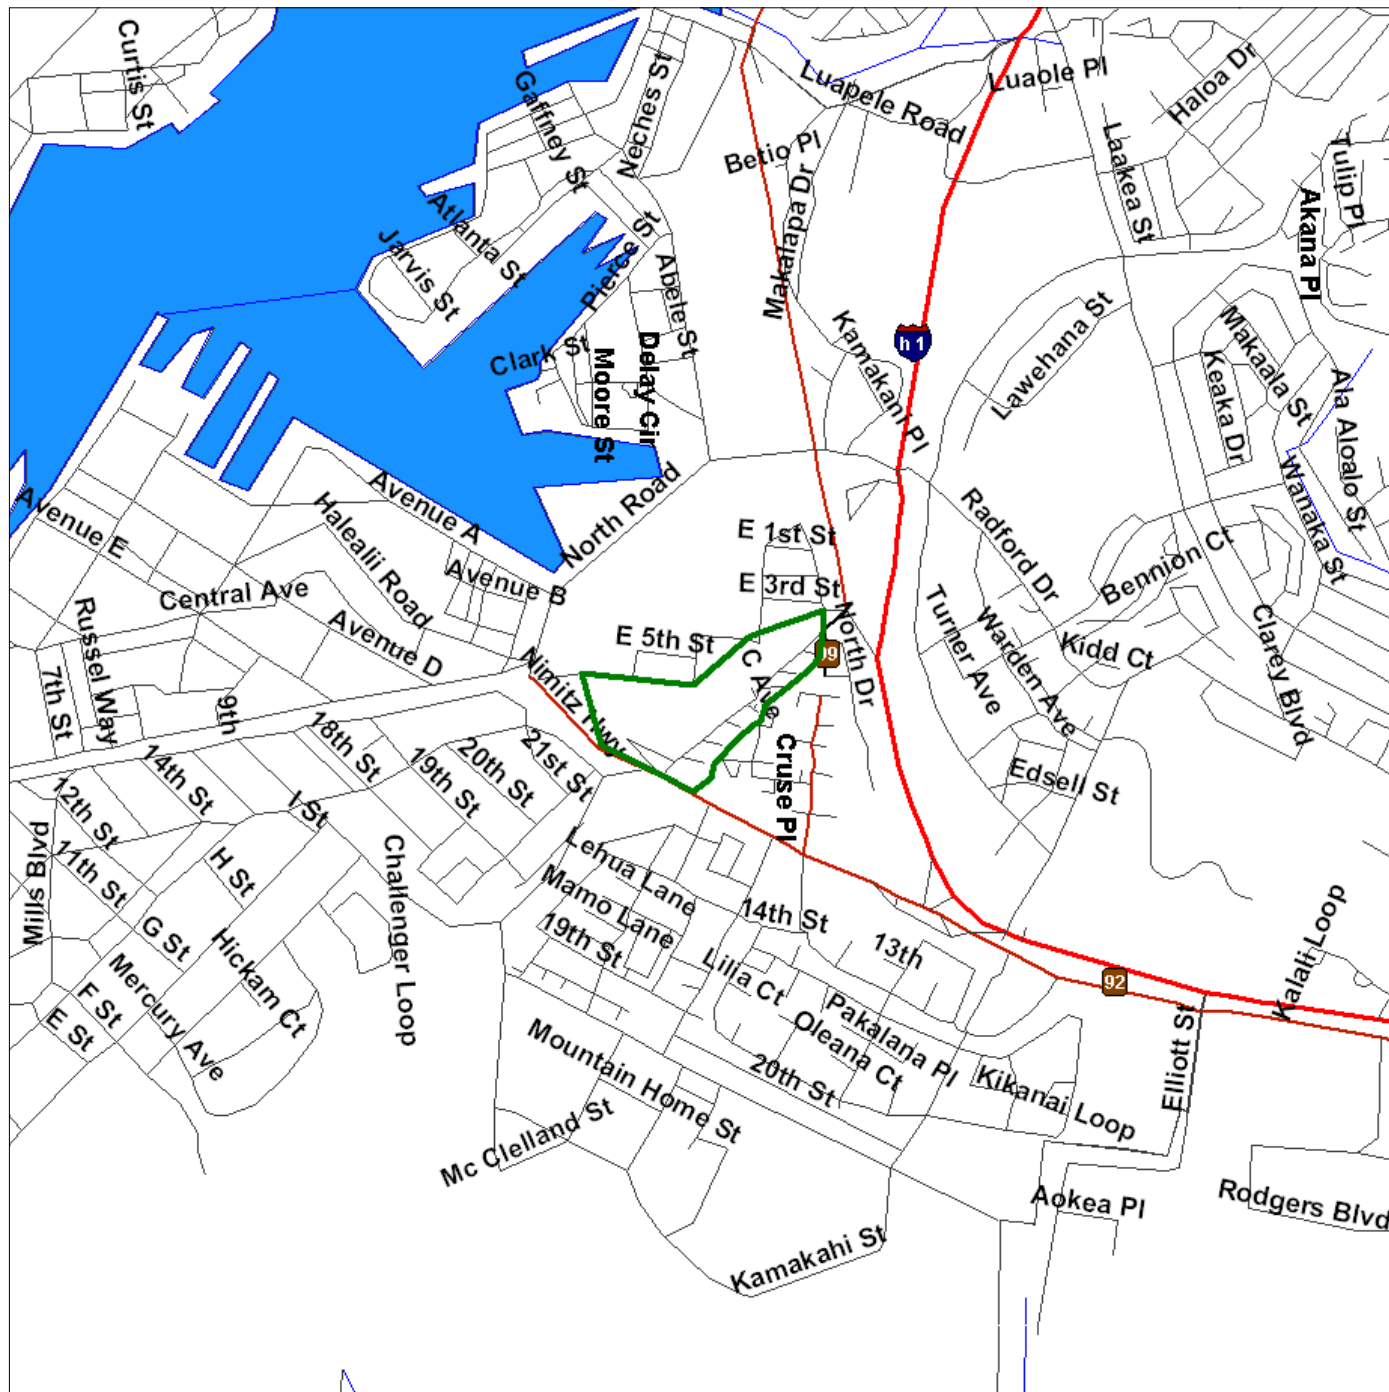 Curtis St
Gaffney St
Neches St
Luapele Road
Luaole Pl
Haloa Dr
Betio Pl
Makalapa Dr
Laakea St
Tulip Pl
Akana Pl
Atlanta St
Jarvis St
Pierce St
Abele St
Clark St
Moore St
Delay Cir
Kamakani Pl
h 1
Lawehana St
Makaala St
Keaka Dr
Ala Aloalo St
Wanaka St
Avenue A
Avenue E
Halealii Road
North Road
Avenue B
Central Ave
Russel Way
Avenue D
7th St
9th
E 1st St
E 3rd St
E 5th St
C Ave
North Dr
99
Radford Dr
Bennion Ct
Turner Ave
Warden Ave
Kidd Ct
Clarey Blvd
Nimitz Hwy
18th St
14th St
19th St
20th St
21st St
12th St
11th St
I St
H St
G St
F St
E St
Mills Blvd
Cruse Pl
Edsell St
Challenger Loop
Hickam Ct
Mercury Ave
Lehua Lane
Mamo Lane
19th St
14th St
13th
Lilia Ct
Pakalana Pl
Oleana Ct
20th St
92
Kalali Loop
Elliott St
Kikanai Loop
Mountain Home St
Mc Clelland St
Aokea Pl
Rodgers Blvd
Kamakahi St